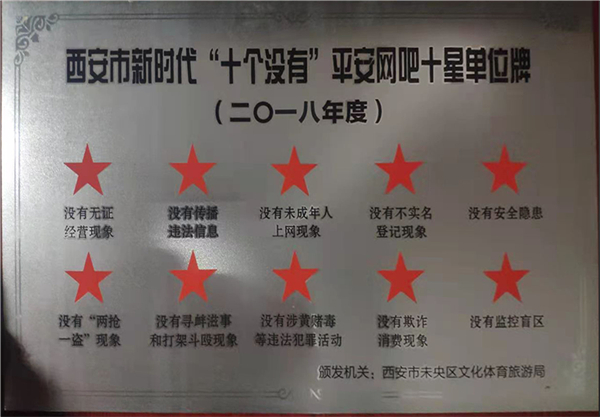 西安市新时代“十个没有”平安网吧十星单位牌
（二〇一八年度）
没有无证
经营现象
没有传播
违法信息
没有未成年人
上网现象
没有不实名
登记现象
没有安全隐患
没有“两抢
一盗”现象
没有寻衅滋事
和打架斗殴现象
没有涉黄赌毒
等违法犯罪活动
没有欺诈
消费现象
没有监控盲区
颁发机关：西安市未央区文化体育旅游局